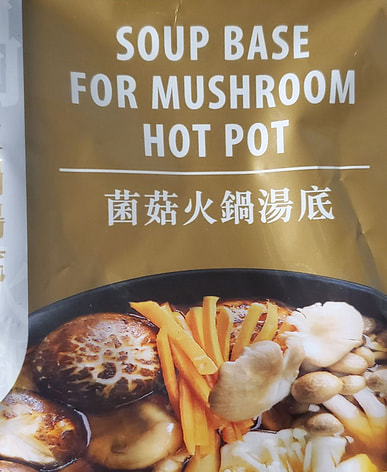 SOUP BASE
FOR MUSHROOM
HOT POT
菌菇火鍋湯底